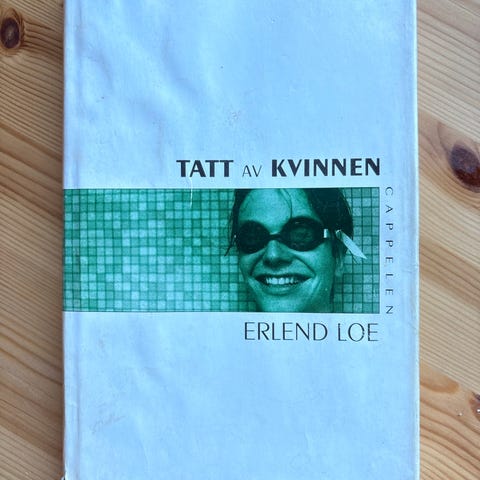 TATT AV KVINNEN
CAPPELEN
ERLEND LOE